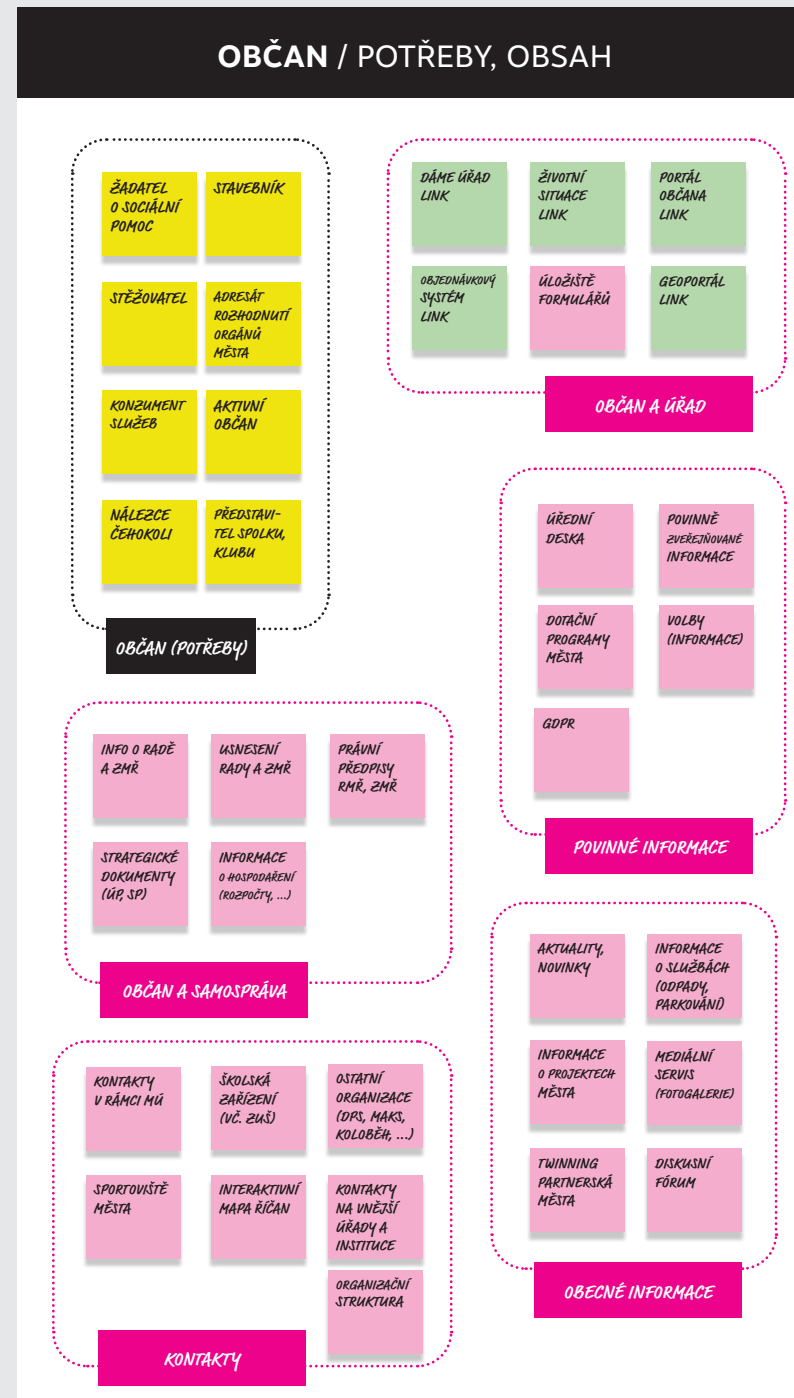 OBČAN / POTŘEBY, OBSAH
ŽADATEL
O SOCIÁLNÍ
POMOC
STAVEBNÍK
STĚŽOVATEL
ADRESÁT
ROZHODNUTÍ
ORGÁNŮ
MĚSTA
KONZUMENT
SLUŽEB
AKTIVNÍ
OBČAN
NÁLEZCE
ČEHOKOLI
PŘEDSTAVI-
TEL SPOLKU,
KLUBU
OBČAN (POTŘEBY)
DÁME ÚŘAD
LINK
ŽIVOTNÍ
SITUACE
LINK
PORTÁL
OBČANA
LINK
OBJEDNÁVKOVÝ
SYSTÉM
LINK
ÚLOŽIŠTĚ
FORMULÁŘŮ
GEOPORTÁL
LINK
OBČAN A ÚŘAD
ÚŘEDNÍ
DESKA
POVINNĚ
ZVEŘEJŇOVANÉ
INFORMACE
DOTAČNÍ
PROGRAMY
MĚSTA
VOLBY
(INFORMACE)
GDPR
POVINNÉ INFORMACE
INFO O RADĚ
A ZMŘ
USNESENÍ
RADY A ZMŘ
PRÁVNÍ
PŘEDPISY
RMŘ, ZMŘ
STRATEGICKÉ
DOKUMENTY
(ÚP, SP)
INFORMACE
O HOSPODAŘENÍ
(ROZPOČTY, ...)
OBČAN A SAMOSPRÁVA
AKTUALITY,
NOVINKY
INFORMACE
O SLUŽBÁCH
(ODPADY,
PARKOVÁNÍ)
INFORMACE
O PROJEKTECH
MĚSTA
MEDIÁLNÍ
SERVIS
(FOTOGALERIE)
TWINNING
PARTNERSKÁ
MĚSTA
DISKUSNÍ
FÓRUM
OBECNÉ INFORMACE
KONTAKTY
V RÁMCI MÚ
ŠKOLSKÁ
ZAŘÍZENÍ
(VČ. ZUŠ)
OSTATNÍ
ORGANIZACE
(DPS, MAKS,
KOLOBĚH, ...)
SPORTOVIŠTĚ
MĚSTA
INTERAKTIVNÍ
MAPA ŘÍČAN
KONTAKTY
NA VNĚJŠÍ
ÚŘADY A
INSTITUCE
ORGANIZAČNÍ
STRUKTURA
KONTAKTY